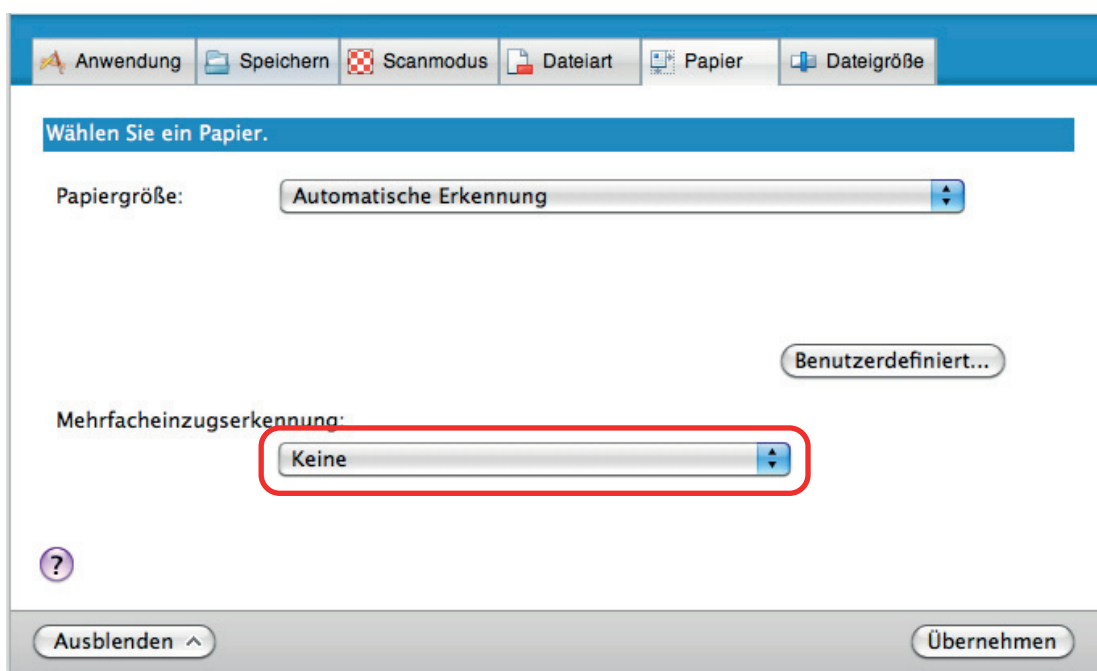 Anwendung Speichern Scanmodus Dateiart Papier Dateigröße
Wählen Sie ein Papier.
Papiergröße: Automatische Erkennung
Benutzerdefiniert...
Mehrfacheinzugserkennung:
Keine
?
Ausblenden Übernehmen